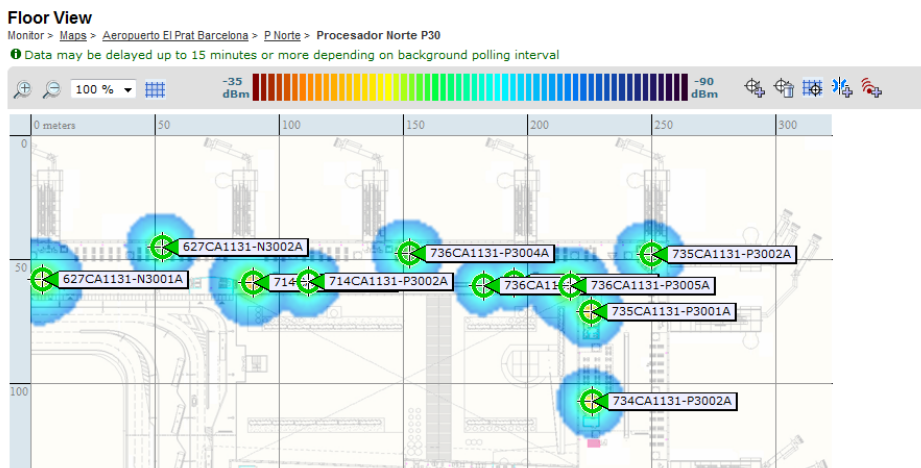 Floor View
Monitor > Maps > Aeropuerto El Prat Barcelona > P Norte > Procesador Norte P30
Data may be delayed up to 15 minutes or more depending on background polling interval
100 %
-35 dBm
-90 dBm
0 meters 50 100 150 200 250 300
0
627CA1131-N3002A
736CA1131-P3004A
735CA1131-P3002A
50
627CA1131-N3001A
714
714CA1131-P3002A
736CA11
736CA1131-P3005A
735CA1131-P3001A
100
734CA1131-P3002A